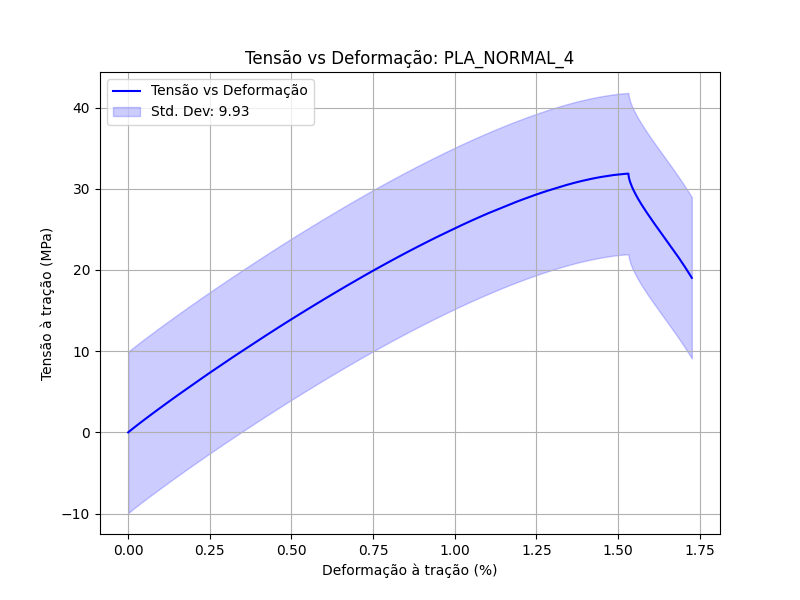 Tensão vs Deformação: PLA_NORMAL_4
Tensão vs Deformação
Std. Dev: 9.93
Tensão à tração (MPa)
40
30
20
10
0
−10
0.00 0.25 0.50 0.75 1.00 1.25 1.50 1.75
Deformação à tração (%)